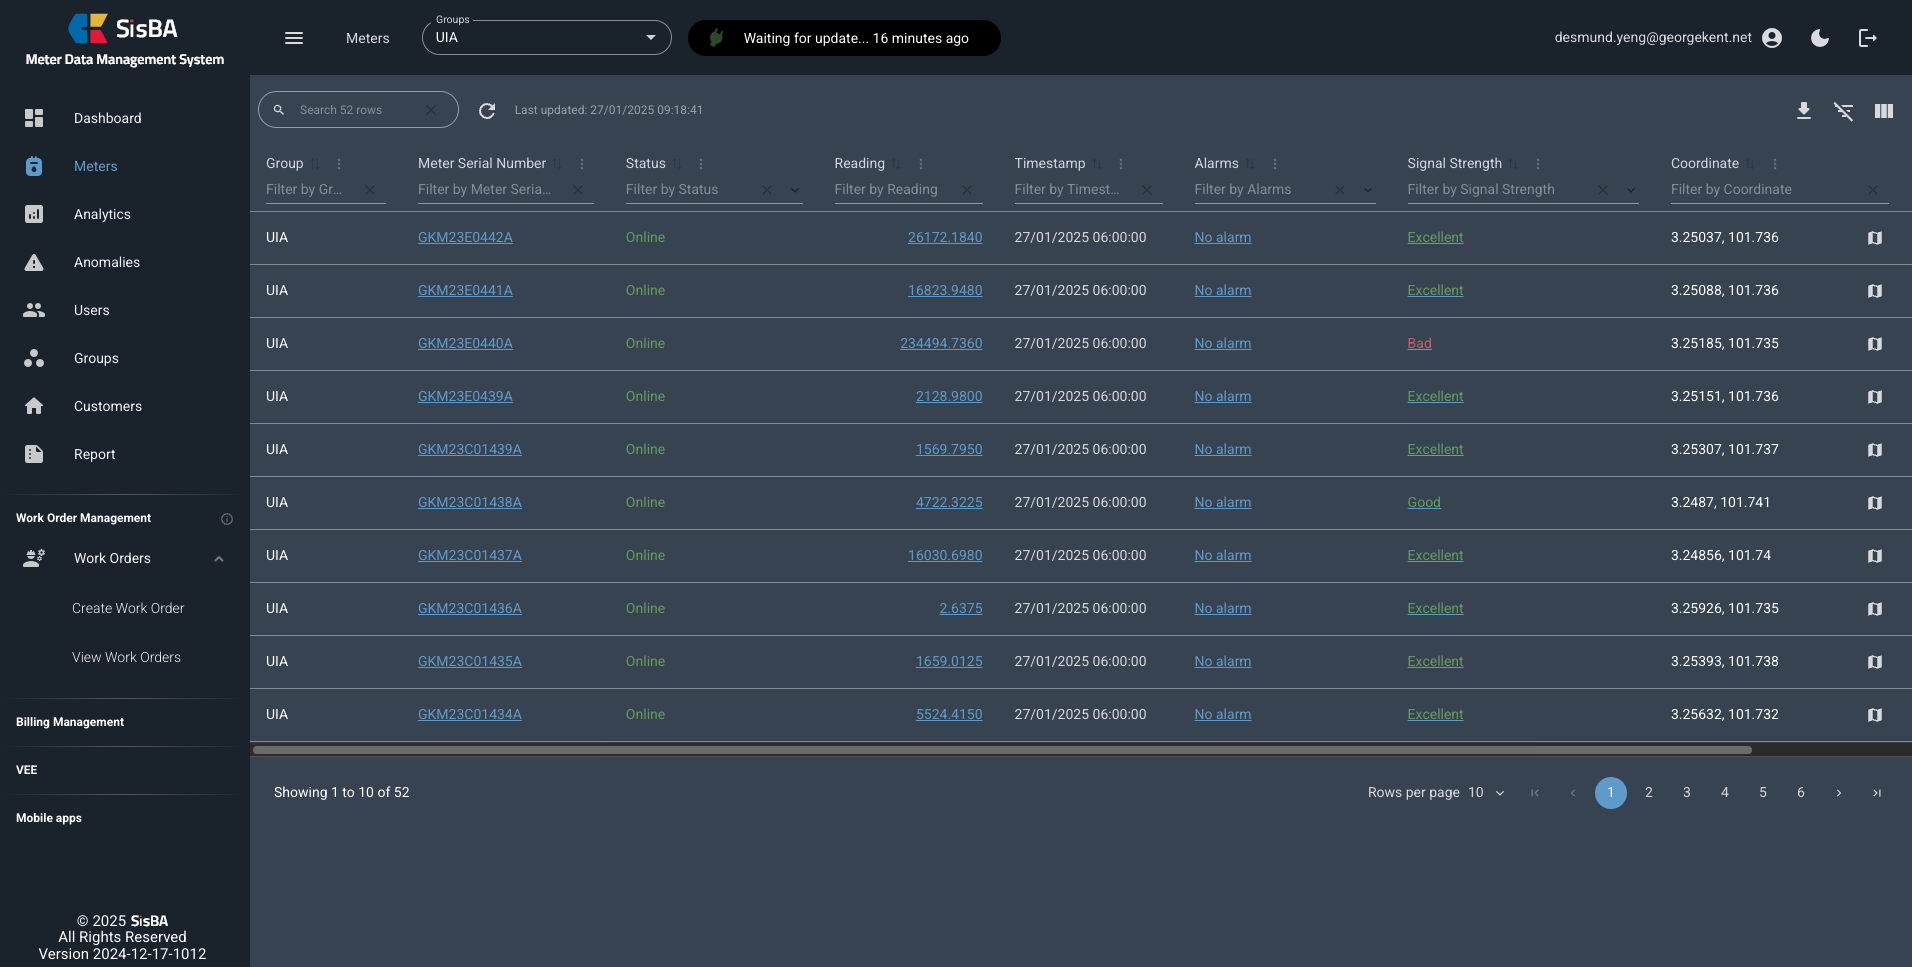 SisBA
Meter Data Management System
Meters
Groups
UIA
Waiting for update... 16 minutes ago
desmund.yeng@georgekent.net
Dashboard
Meters
Analytics
Anomalies
Users
Groups
Customers
Report
Work Order Management
Work Orders
Create Work Order
View Work Orders
Billing Management
VEE
Mobile apps
© 2025 SisBA
All Rights Reserved
Version 2024-12-17-1012
Search 52 rows
Last updated: 27/01/2025 09:18:41
Group Meter Serial Number Status Reading Timestamp Alarms Signal Strength Coordinate
Filter by Gr... Filter by Meter Seria... Filter by Status Filter by Reading Filter by Timest... Filter by Alarms Filter by Signal Strength Filter by Coordinate
UIA GKM23E0442A Online 26172.1840 27/01/2025 06:00:00 No alarm Excellent 3.25037, 101.736
UIA GKM23E0441A Online 16823.9480 27/01/2025 06:00:00 No alarm Excellent 3.25088, 101.736
UIA GKM23E0440A Online 234494.7360 27/01/2025 06:00:00 No alarm Bad 3.25185, 101.735
UIA GKM23E0439A Online 2128.9800 27/01/2025 06:00:00 No alarm Excellent 3.25151, 101.736
UIA GKM23C01439A Online 1569.7950 27/01/2025 06:00:00 No alarm Excellent 3.25307, 101.737
UIA GKM23C01438A Online 4722.3225 27/01/2025 06:00:00 No alarm Good 3.2487, 101.741
UIA GKM23C01437A Online 16030.6980 27/01/2025 06:00:00 No alarm Excellent 3.24856, 101.74
UIA GKM23C01436A Online 2.6375 27/01/2025 06:00:00 No alarm Excellent 3.25926, 101.735
UIA GKM23C01435A Online 1659.0125 27/01/2025 06:00:00 No alarm Excellent 3.25393, 101.738
UIA GKM23C01434A Online 5524.4150 27/01/2025 06:00:00 No alarm Excellent 3.25632, 101.732
Showing 1 to 10 of 52
Rows per page 10 1 2 3 4 5 6